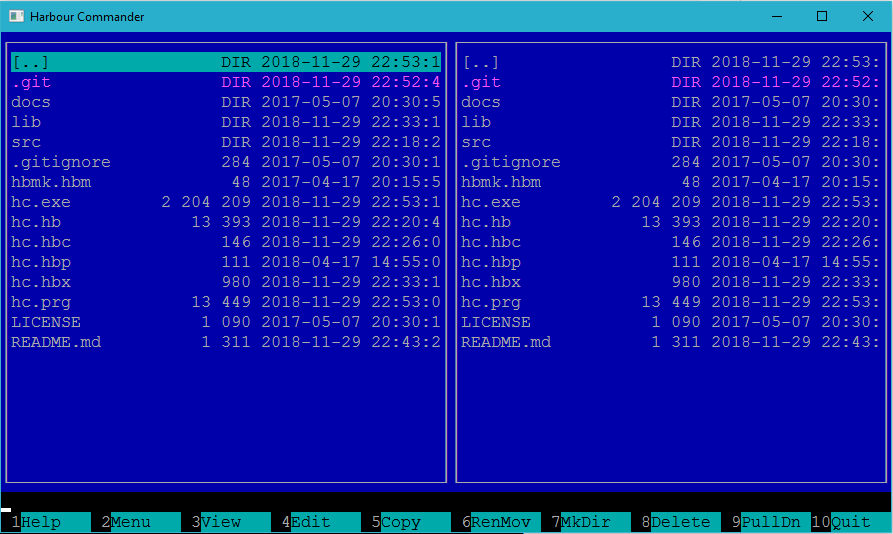 Harbour Commander
[..] DIR 2018-11-29 22:53:1
.git DIR 2018-11-29 22:52:4
docs DIR 2017-05-07 20:30:5
lib DIR 2018-11-29 22:33:1
src DIR 2018-11-29 22:18:2
.gitignore 284 2017-05-07 20:30:1
hbmk.hbm 48 2017-04-17 20:15:5
hc.exe 2 204 209 2018-11-29 22:53:1
hc.hb 13 393 2018-11-29 22:20:4
hc.hbc 146 2018-11-29 22:26:0
hc.hbp 111 2018-04-17 14:55:0
hc.hbx 980 2018-11-29 22:33:1
hc.prg 13 449 2018-11-29 22:53:0
LICENSE 1 090 2017-05-07 20:30:1
README.md 1 311 2018-11-29 22:43:2
[..] DIR 2018-11-29 22:53:
.git DIR 2018-11-29 22:52:
docs DIR 2017-05-07 20:30:
lib DIR 2018-11-29 22:33:
src DIR 2018-11-29 22:18:
.gitignore 284 2017-05-07 20:30:
hbmk.hbm 48 2017-04-17 20:15:
hc.exe 2 204 209 2018-11-29 22:53:
hc.hb 13 393 2018-11-29 22:20:
hc.hbc 146 2018-11-29 22:26:
hc.hbp 111 2018-04-17 14:55:
hc.hbx 980 2018-11-29 22:33:
hc.prg 13 449 2018-11-29 22:53:
LICENSE 1 090 2017-05-07 20:30:
README.md 1 311 2018-11-29 22:43:
1Help 2Menu 3View 4Edit 5Copy 6RenMov 7MkDir 8Delete 9PullDn 10Quit